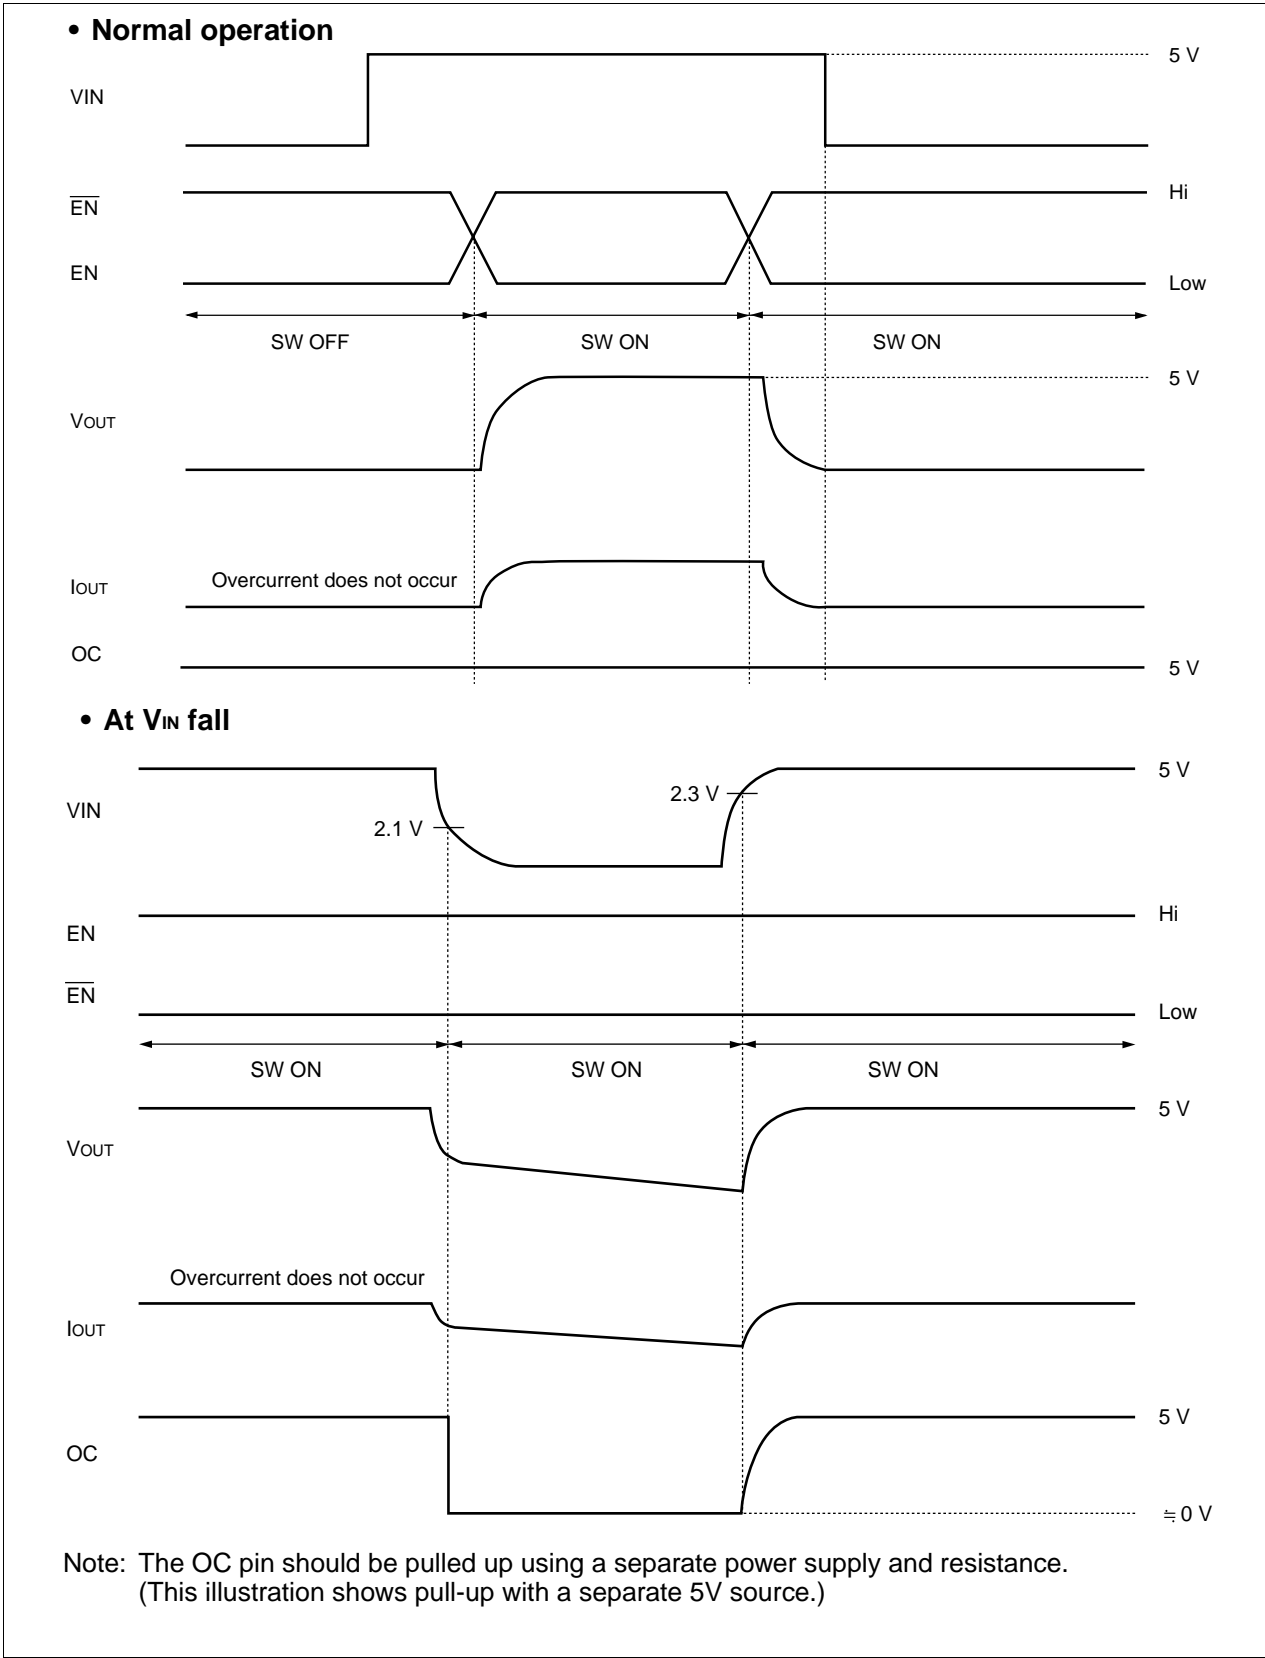 • Normal operation
5 V
VIN
Hi
EN
EN
Low
SW OFF SW ON SW ON
5 V
VOUT
Overcurrent does not occur
IOUT
OC
5 V
• At VIN fall
5 V
2.3 V
VIN
2.1 V
Hi
EN
EN
Low
SW ON SW ON SW ON
5 V
VOUT
Overcurrent does not occur
IOUT
5 V
OC
≒ 0 V
Note: The OC pin should be pulled up using a separate power supply and resistance.
(This illustration shows pull-up with a separate 5V source.)